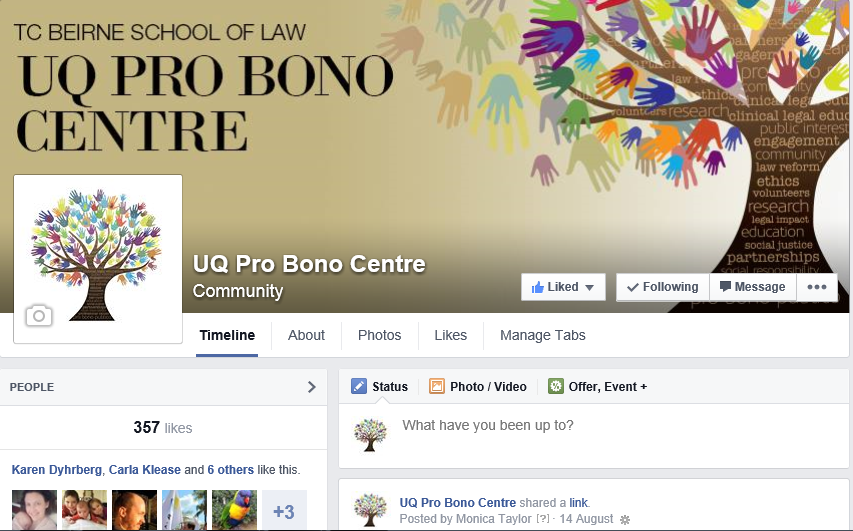 TC BEIRNE SCHOOL OF LAW
UQ PRO BONO
CENTRE
clinical legal educ
public interest
engagement
community
law reform
ethics
volunteers
research
legal impact
education
social justice
partnerships
social responsibility
UQ Pro Bono Centre
Community
Liked
Following
Message
Timeline
About
Photos
Likes
Manage Tabs
PEOPLE
357 likes
Karen Dyhrberg, Carla Klease and 6 others like this.
+3
Status
Photo / Video
Offer, Event +
What have you been up to?
UQ Pro Bono Centre shared a link.
Posted by Monica Taylor [?] · 14 August